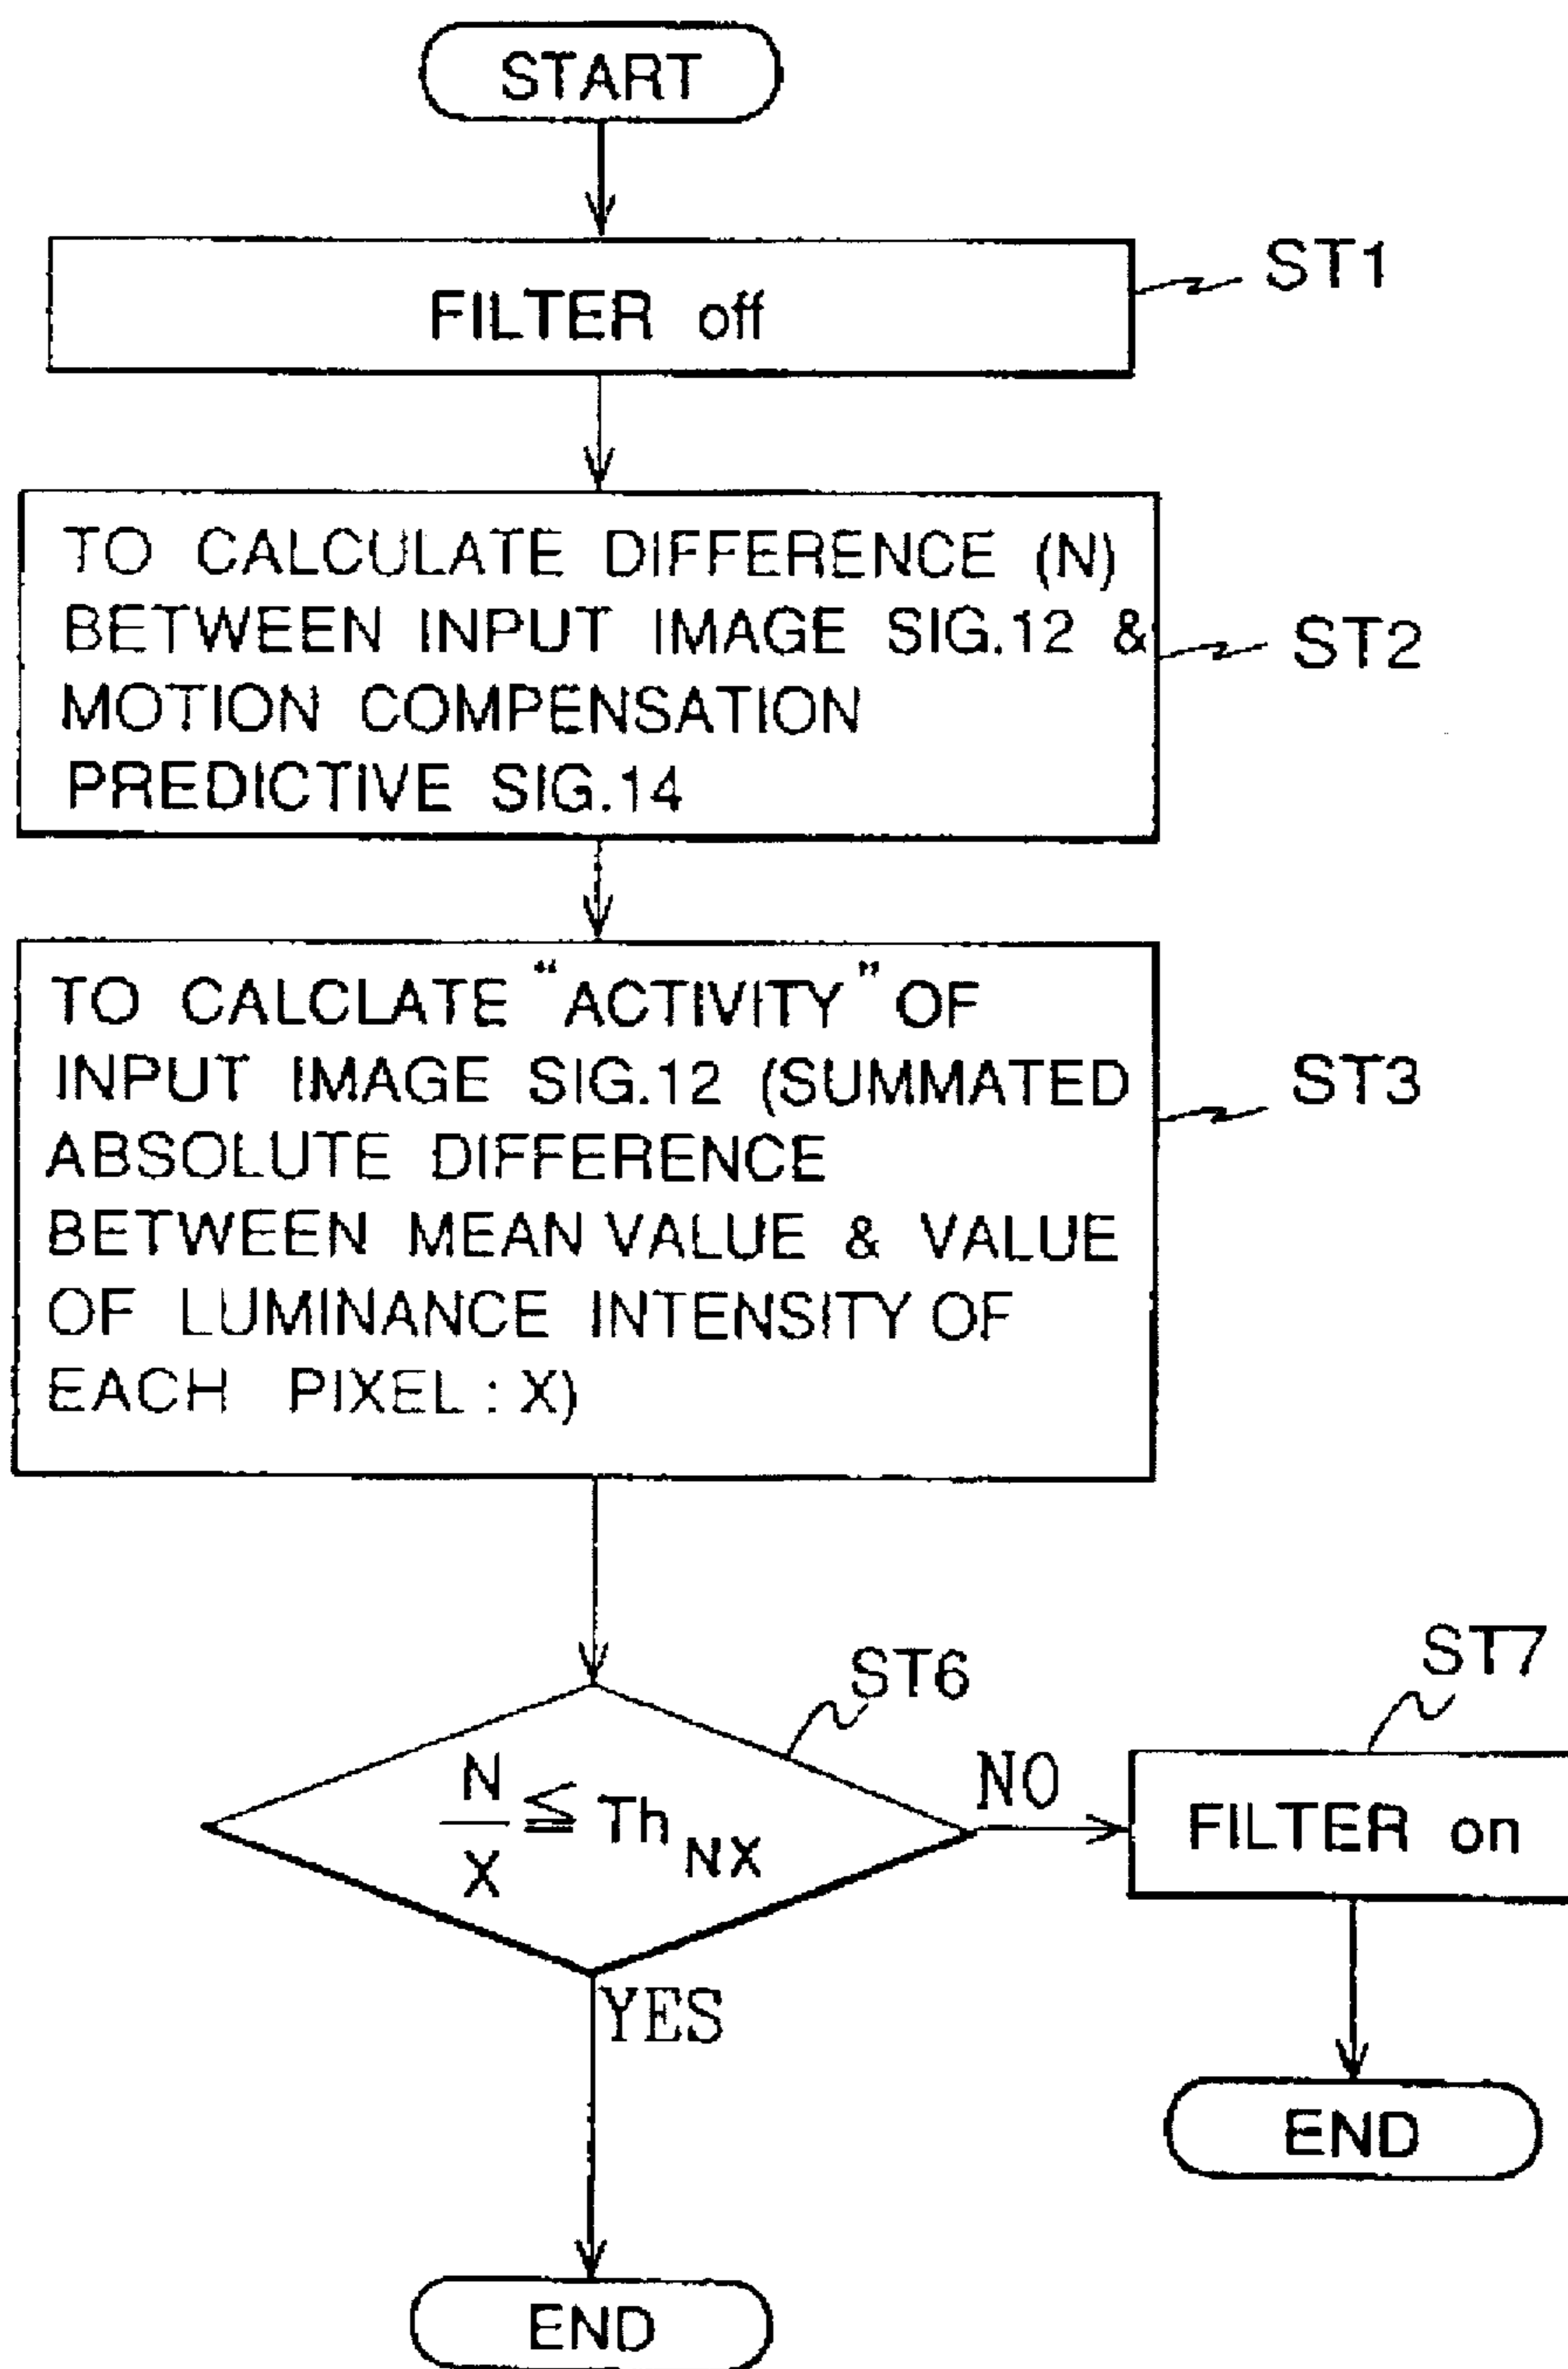 START
FILTER off
ST1
TO CALCULATE DIFFERENCE (N)
BETWEEN INPUT IMAGE SIG.12 &
MOTION COMPENSATION
PREDICTIVE SIG.14
ST2
TO CALCLATE "ACTIVITY" OF
INPUT IMAGE SIG.12 (SUMMATED
ABSOLUTE DIFFERENCE
BETWEEN MEAN VALUE & VALUE
OF LUMINANCE INTENSITY OF
EACH PIXEL : X)
ST3
ST6
N
X
≦ Th NX
NO
ST7
FILTER on
YES
END
END